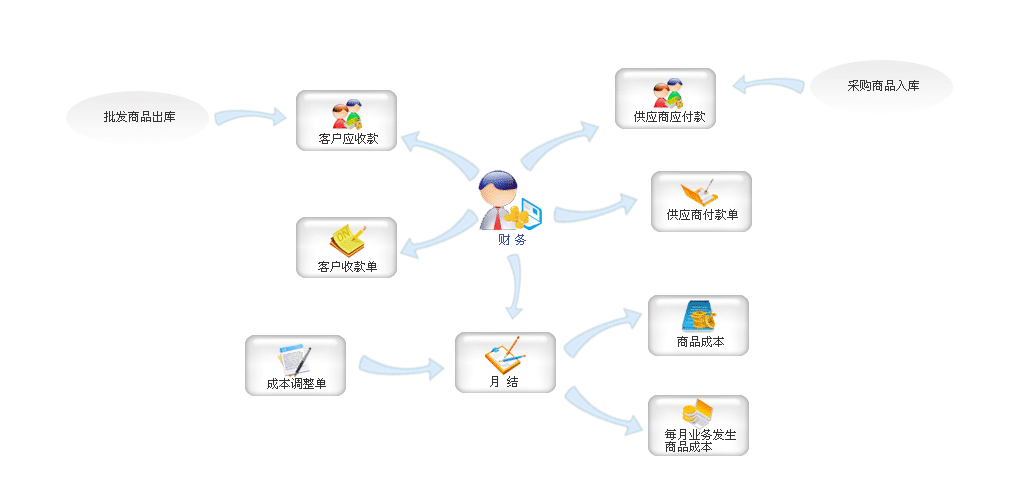 采购商品入库
批发商品出库
供应商应付款
客户应收款
供应商付款单
财 务
客户收款单
商品成本
成本调整单
月 结
每月业务发生
商品成本